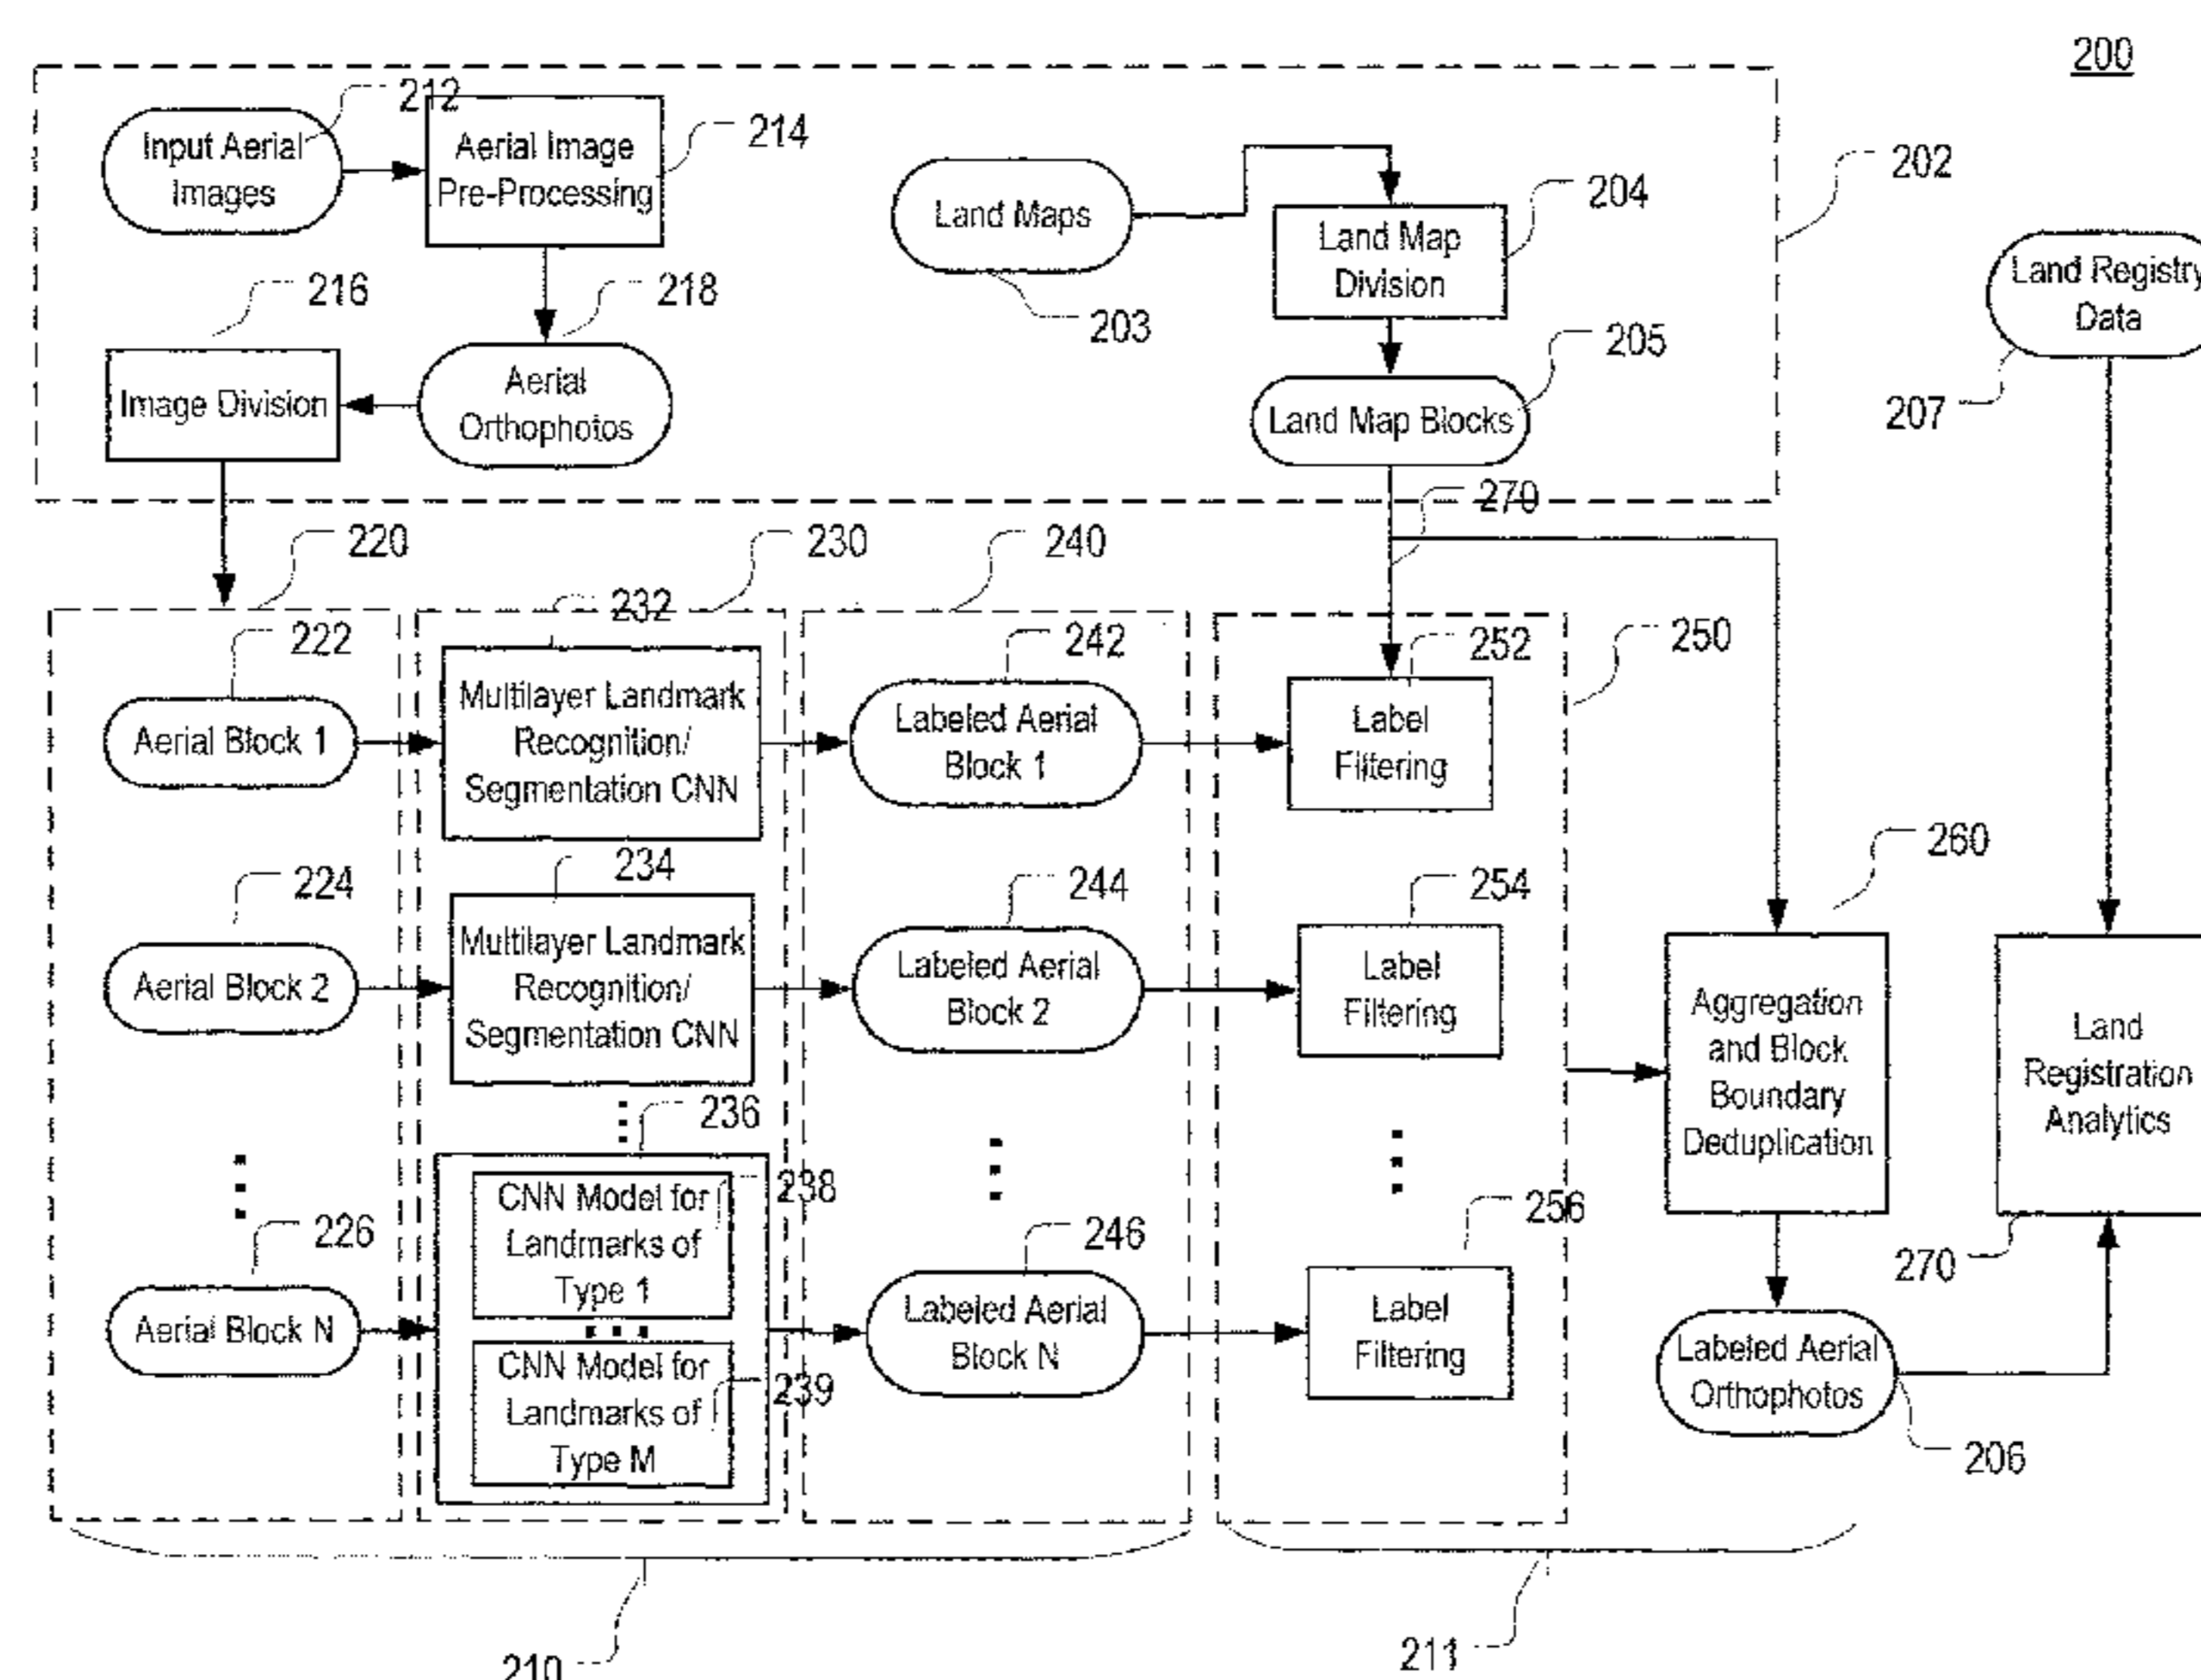 200
212
Input Aerial
Images
Aerial Image
Pre-Processing
214
Land Maps
203
Land Map
Division
204
202
Land Registry
Data
207
216
218
Image Division
Aerial
Orthophotos
205
Land Map Blocks
270
220
230
240
250
222
Aerial Block 1
232
Multilayer Landmark
Recognition/
Segmentation CNN
242
Labeled Aerial
Block 1
252
Label
Filtering
224
Aerial Block 2
234
Multilayer Landmark
Recognition/
Segmentation CNN
244
Labeled Aerial
Block 2
254
Label
Filtering
260
Aggregation
and Block
Boundary
Deduplication
Land
Registration
Analytics
270
226
Aerial Block N
236
CNN Model for
Landmarks of
Type 1
238
CNN Model for
Landmarks of
Type M
239
246
Labeled Aerial
Block N
256
Label
Filtering
Labeled Aerial
Orthophotos
206
210
211